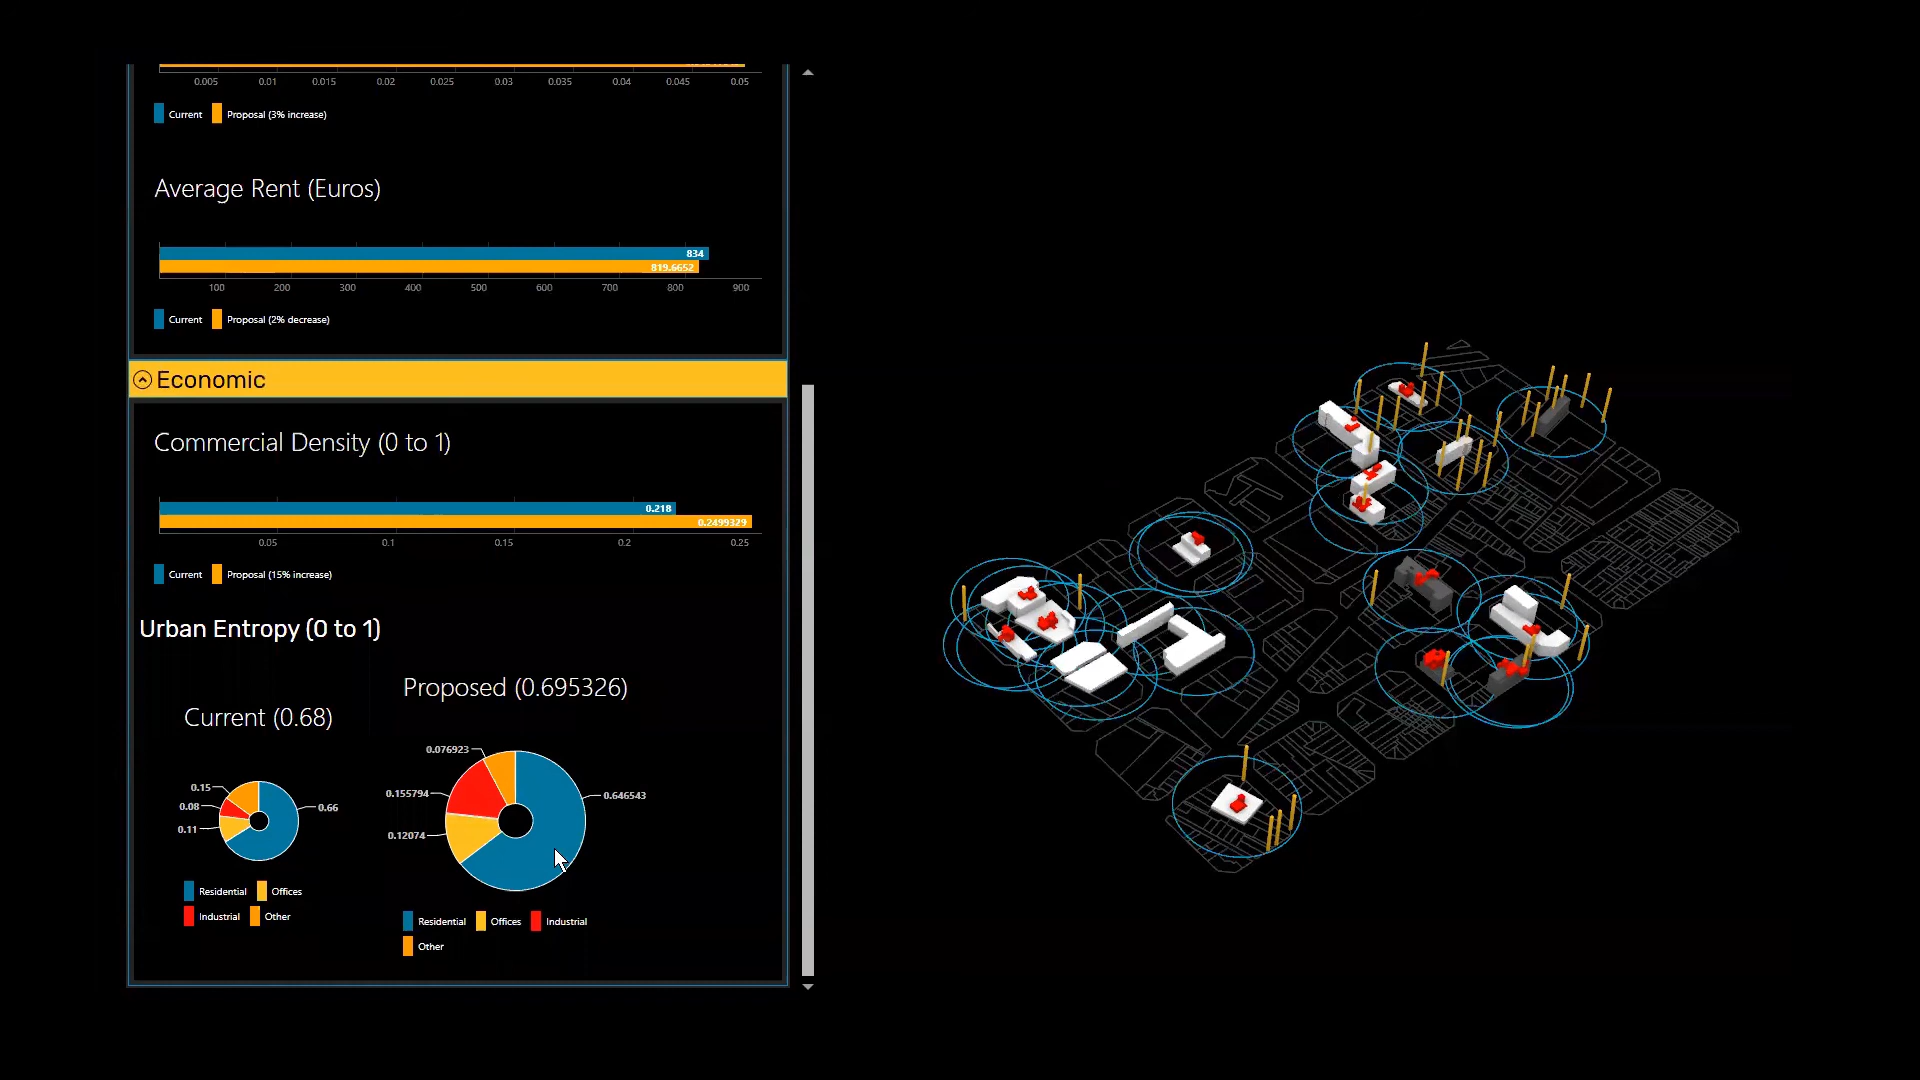 0.005 0.01 0.015 0.02 0.025 0.03 0.035 0.04 0.045 0.05
Current Proposal (3% increase)
Average Rent (Euros)
834
819.6652
100 200 300 400 500 600 700 800 900
Current Proposal (2% decrease)
Economic
Commercial Density (0 to 1)
0.218
0.2499329
0.05 0.1 0.15 0.2 0.25
Current Proposal (15% increase)
Urban Entropy (0 to 1)
Proposed (0.695326)
Current (0.68)
0.076923
0.155794
0.646543
0.12074
0.15
0.08
0.66
0.11
Residential Offices
Industrial Other
Residential Offices Industrial
Other